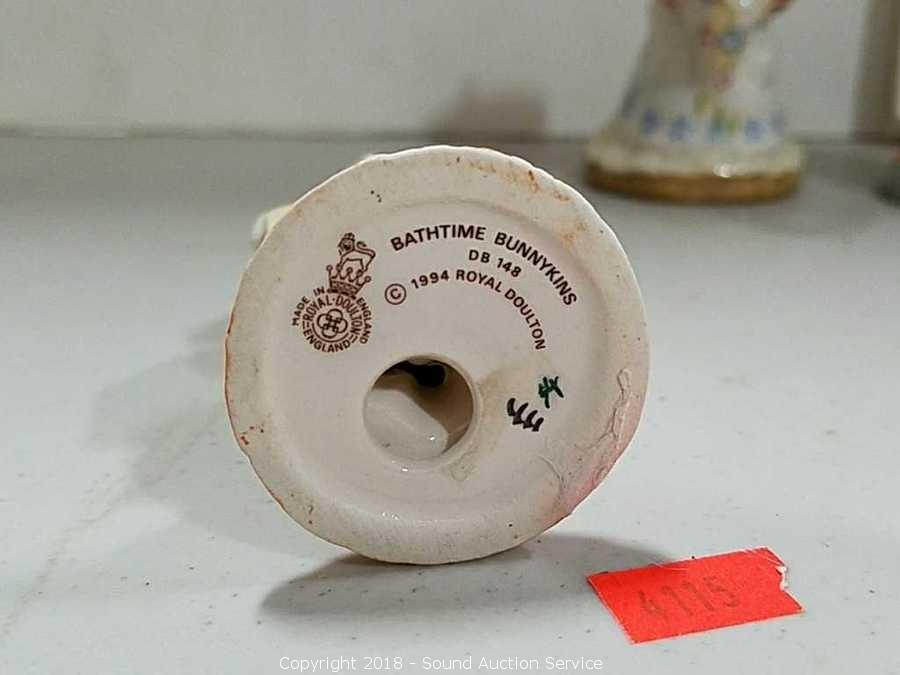 BATHTIME BUNNYKINS
DB 148
© 1994 ROYAL DOULTON
MADE IN ENGLAND
ROYAL·DOULTON
ENGLAND
4115
Copyright 2018 - Sound Auction Service